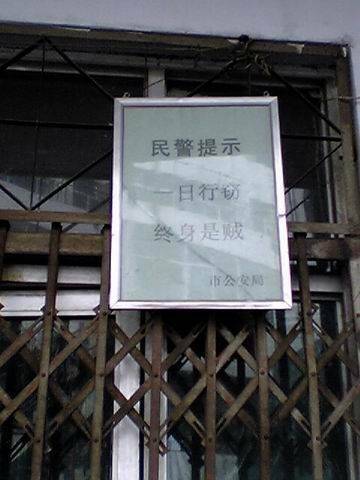 民警提示
一日行窃
终身是贼
市公安局